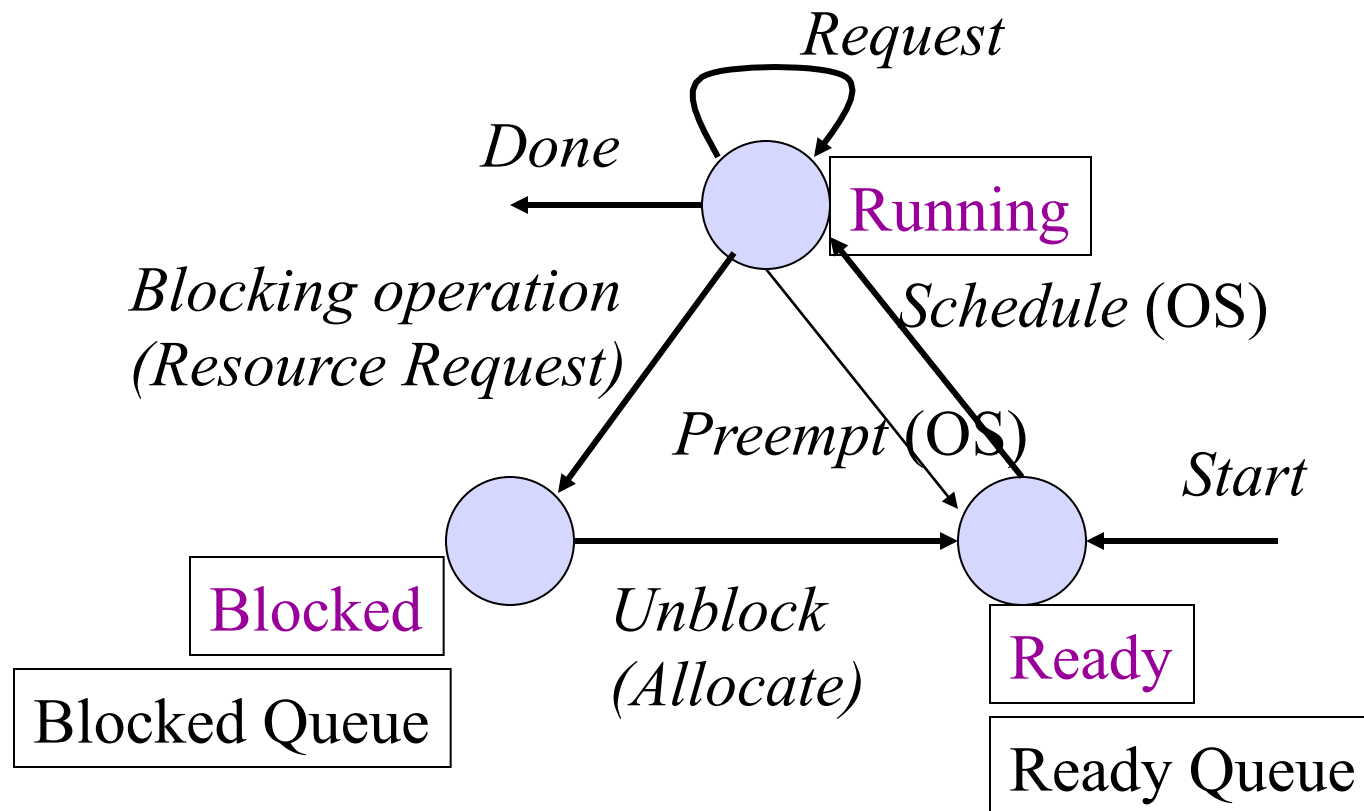 Request
Done
Running
Blocking operation
(Resource Request)
Schedule (OS)
Preempt (OS)
Start
Blocked
Unblock
(Allocate)
Ready
Blocked Queue
Ready Queue